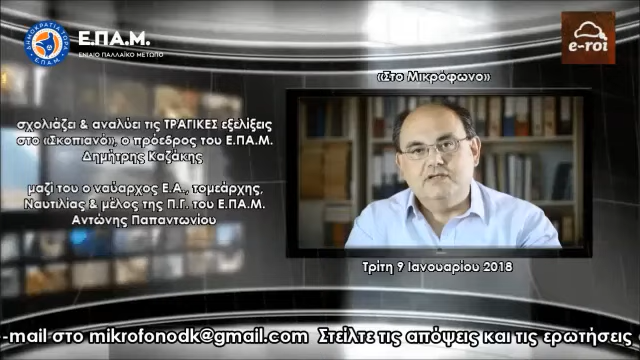 Ε.ΠΑ.Μ.
ΕΝΙΑΙΟ ΠΑΛΛΑΪΚΟ ΜΕΤΩΠΟ
ΔΗΜΟΚΡΑΤΙΑ ΤΩΡΑ
Ε.Π.Α.Μ.
e-roi
«Στο Μικρόφωνο»
σχολιάζει & αναλύει τις ΤΡΑΓΙΚΕΣ εξελίξεις
στο «Σκοπιανό», ο πρόεδρος του Ε.ΠΑ.Μ.
Δημήτρης Καζάκης
μαζί του ο ναύαρχος Ε.Α., τομεάρχης,
Ναυτιλίας & μέλος της Π.Γ. του Ε.ΠΑ.Μ.
Αντώνης Παπαντωνίου
Τρίτη 9 Ιανουαρίου 2018
-mail στο mikrofonodk@gmail.com Στείλτε τις απόψεις και τις ερωτήσεις